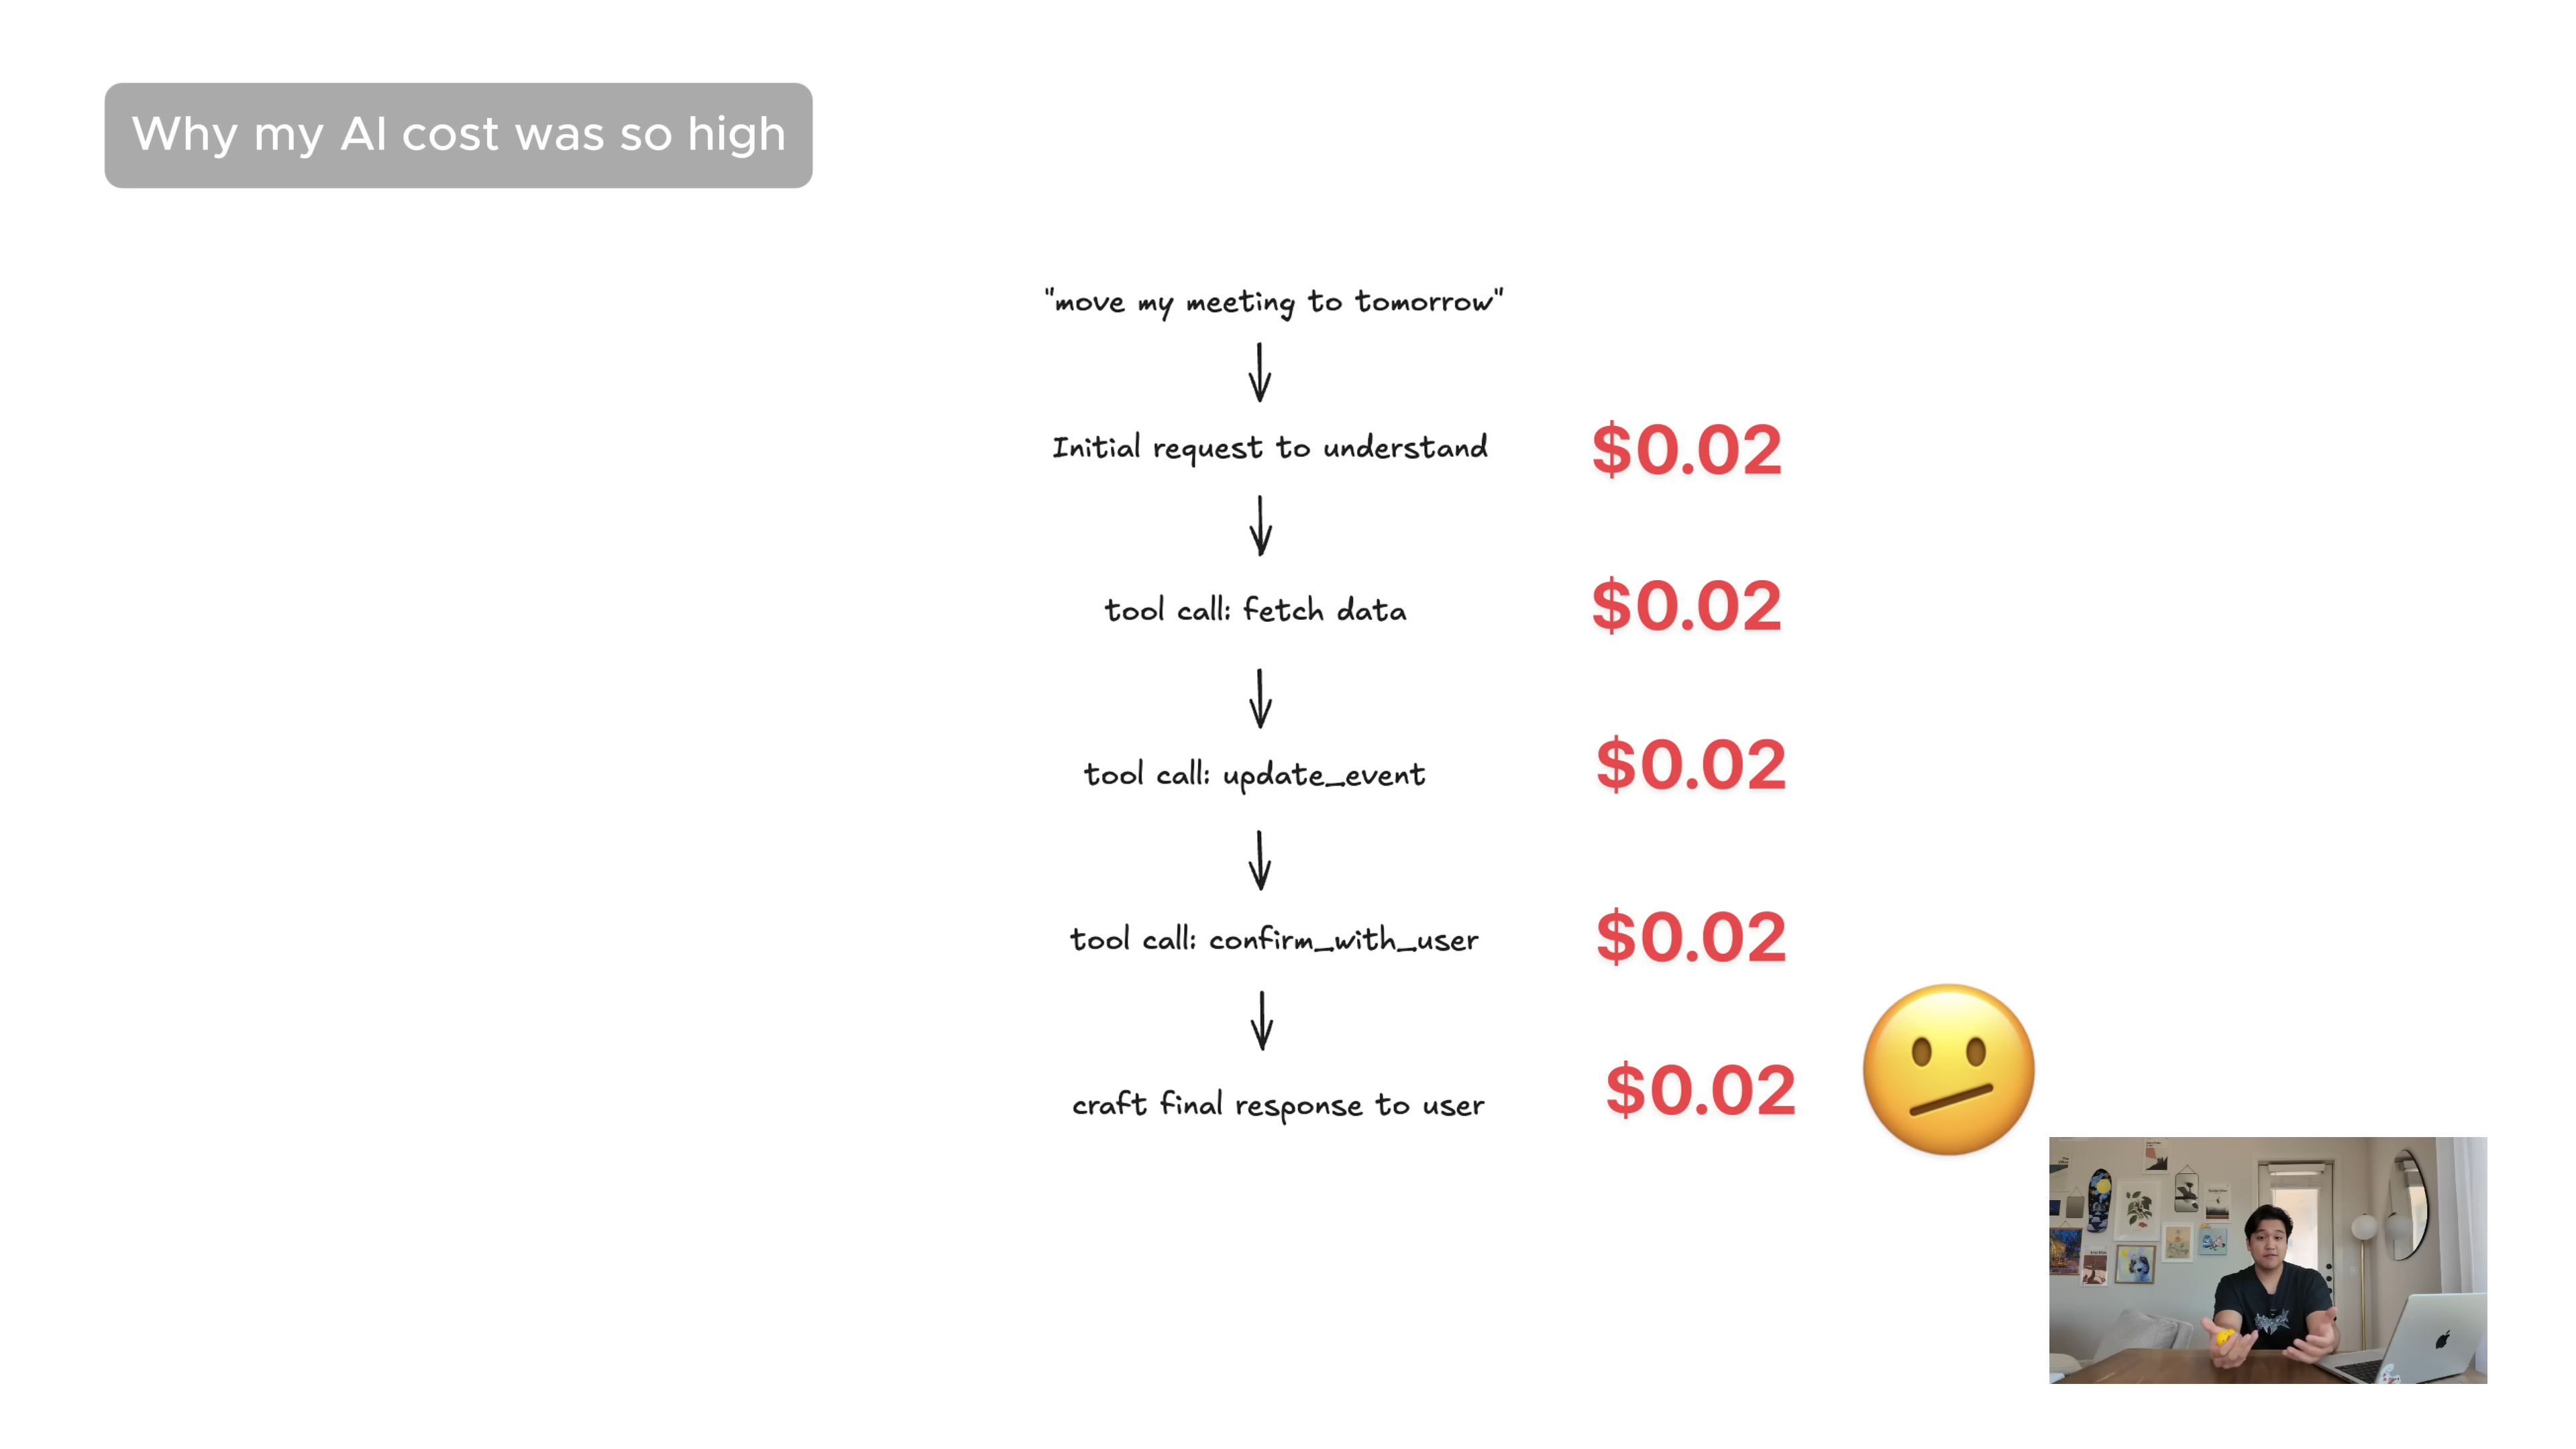 Why my AI cost was so high
"move my meeting to tomorrow"
Initial request to understand
$0.02
tool call: fetch data
$0.02
tool call: update_event
$0.02
tool call: confirm_with_user
$0.02
craft final response to user
$0.02